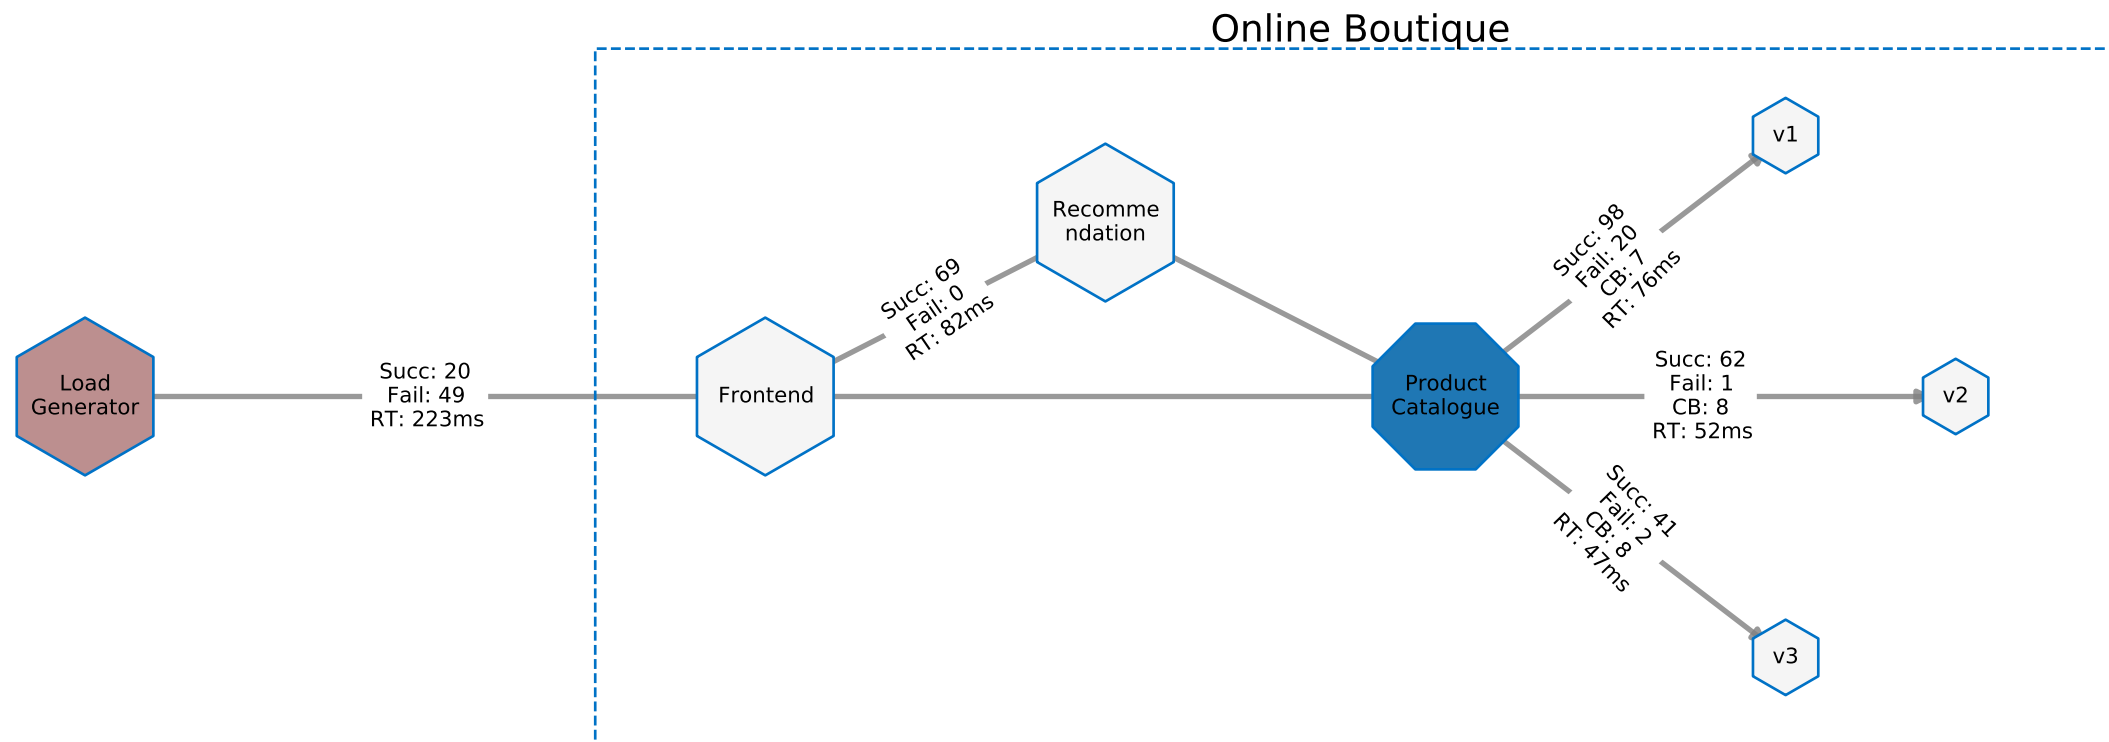 Online Boutique
Load
Generator
Succ: 20
Fail: 49
RT: 223ms
Frontend
Succ: 69
Fail: 0
RT: 82ms
Recomme
ndation
Product
Catalogue
Succ: 98
Fail: 20
CB: 7
RT: 76ms
v1
Succ: 62
Fail: 1
CB: 8
RT: 52ms
v2
Succ: 41
Fail: 2
CB: 8
RT: 47ms
v3